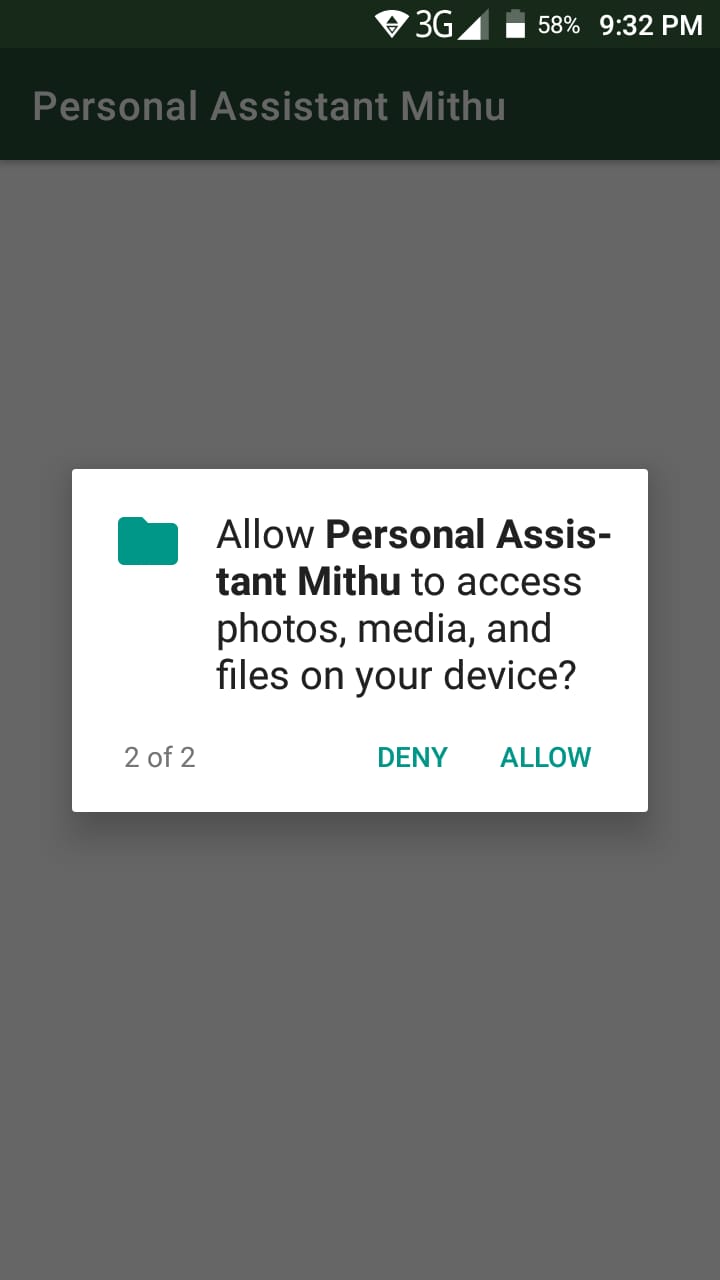 3G 58% 9:32 PM
Personal Assistant Mithu
Allow Personal Assis-
tant Mithu to access
photos, media, and
files on your device?
2 of 2 DENY ALLOW